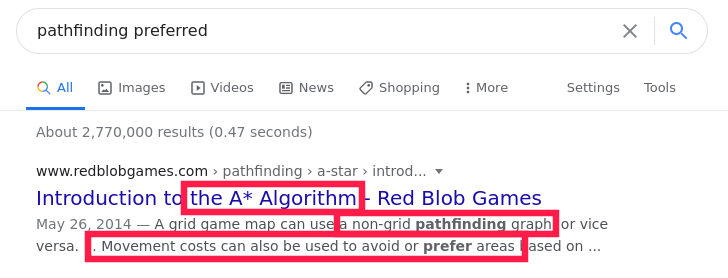 pathfinding preferred
All Images Videos News Shopping More Settings Tools
About 2,770,000 results (0.47 seconds)
www.redblobgames.com › pathfinding › a-star › introd...
Introduction to the A* Algorithm - Red Blob Games
May 26, 2014 — A grid game map can use a non-grid pathfinding graph, or vice
versa. ... Movement costs can also be used to avoid or prefer areas based on ...